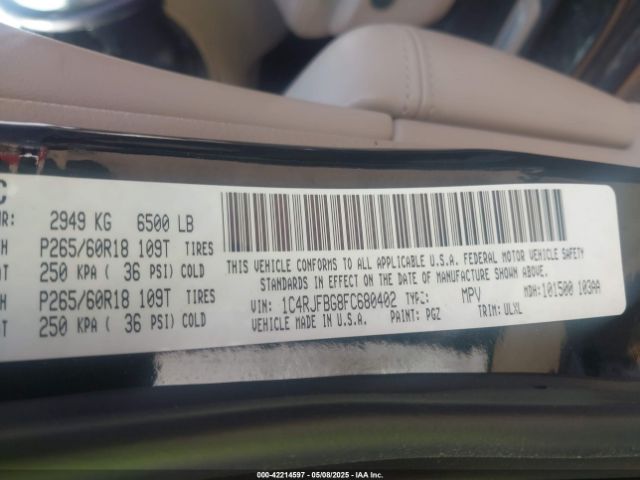 C
2949 KG 6500 LB
P265/60R18 109T TIRES
250 KPA ( 36 PSI) COLD
P265/60R18 109T TIRES
250 KPA ( 36 PSI) COLD
THIS VEHICLE CONFORMS TO ALL APPLICABLE U.S.A. FEDERAL MOTOR VEHICLE SAFETY
STANDARDS IN EFFECT ON THE DATE OF MANUFACTURE SHOWN ABOVE.
VIN: 1C4RJFBG8FC680402 TYPE: MPV MDH:101500 103AA
VEHICLE MADE IN U.S.A. PAINT: PGZ TRIM: ULXL
000-42214597 - 05/08/2025 - IAA Inc.